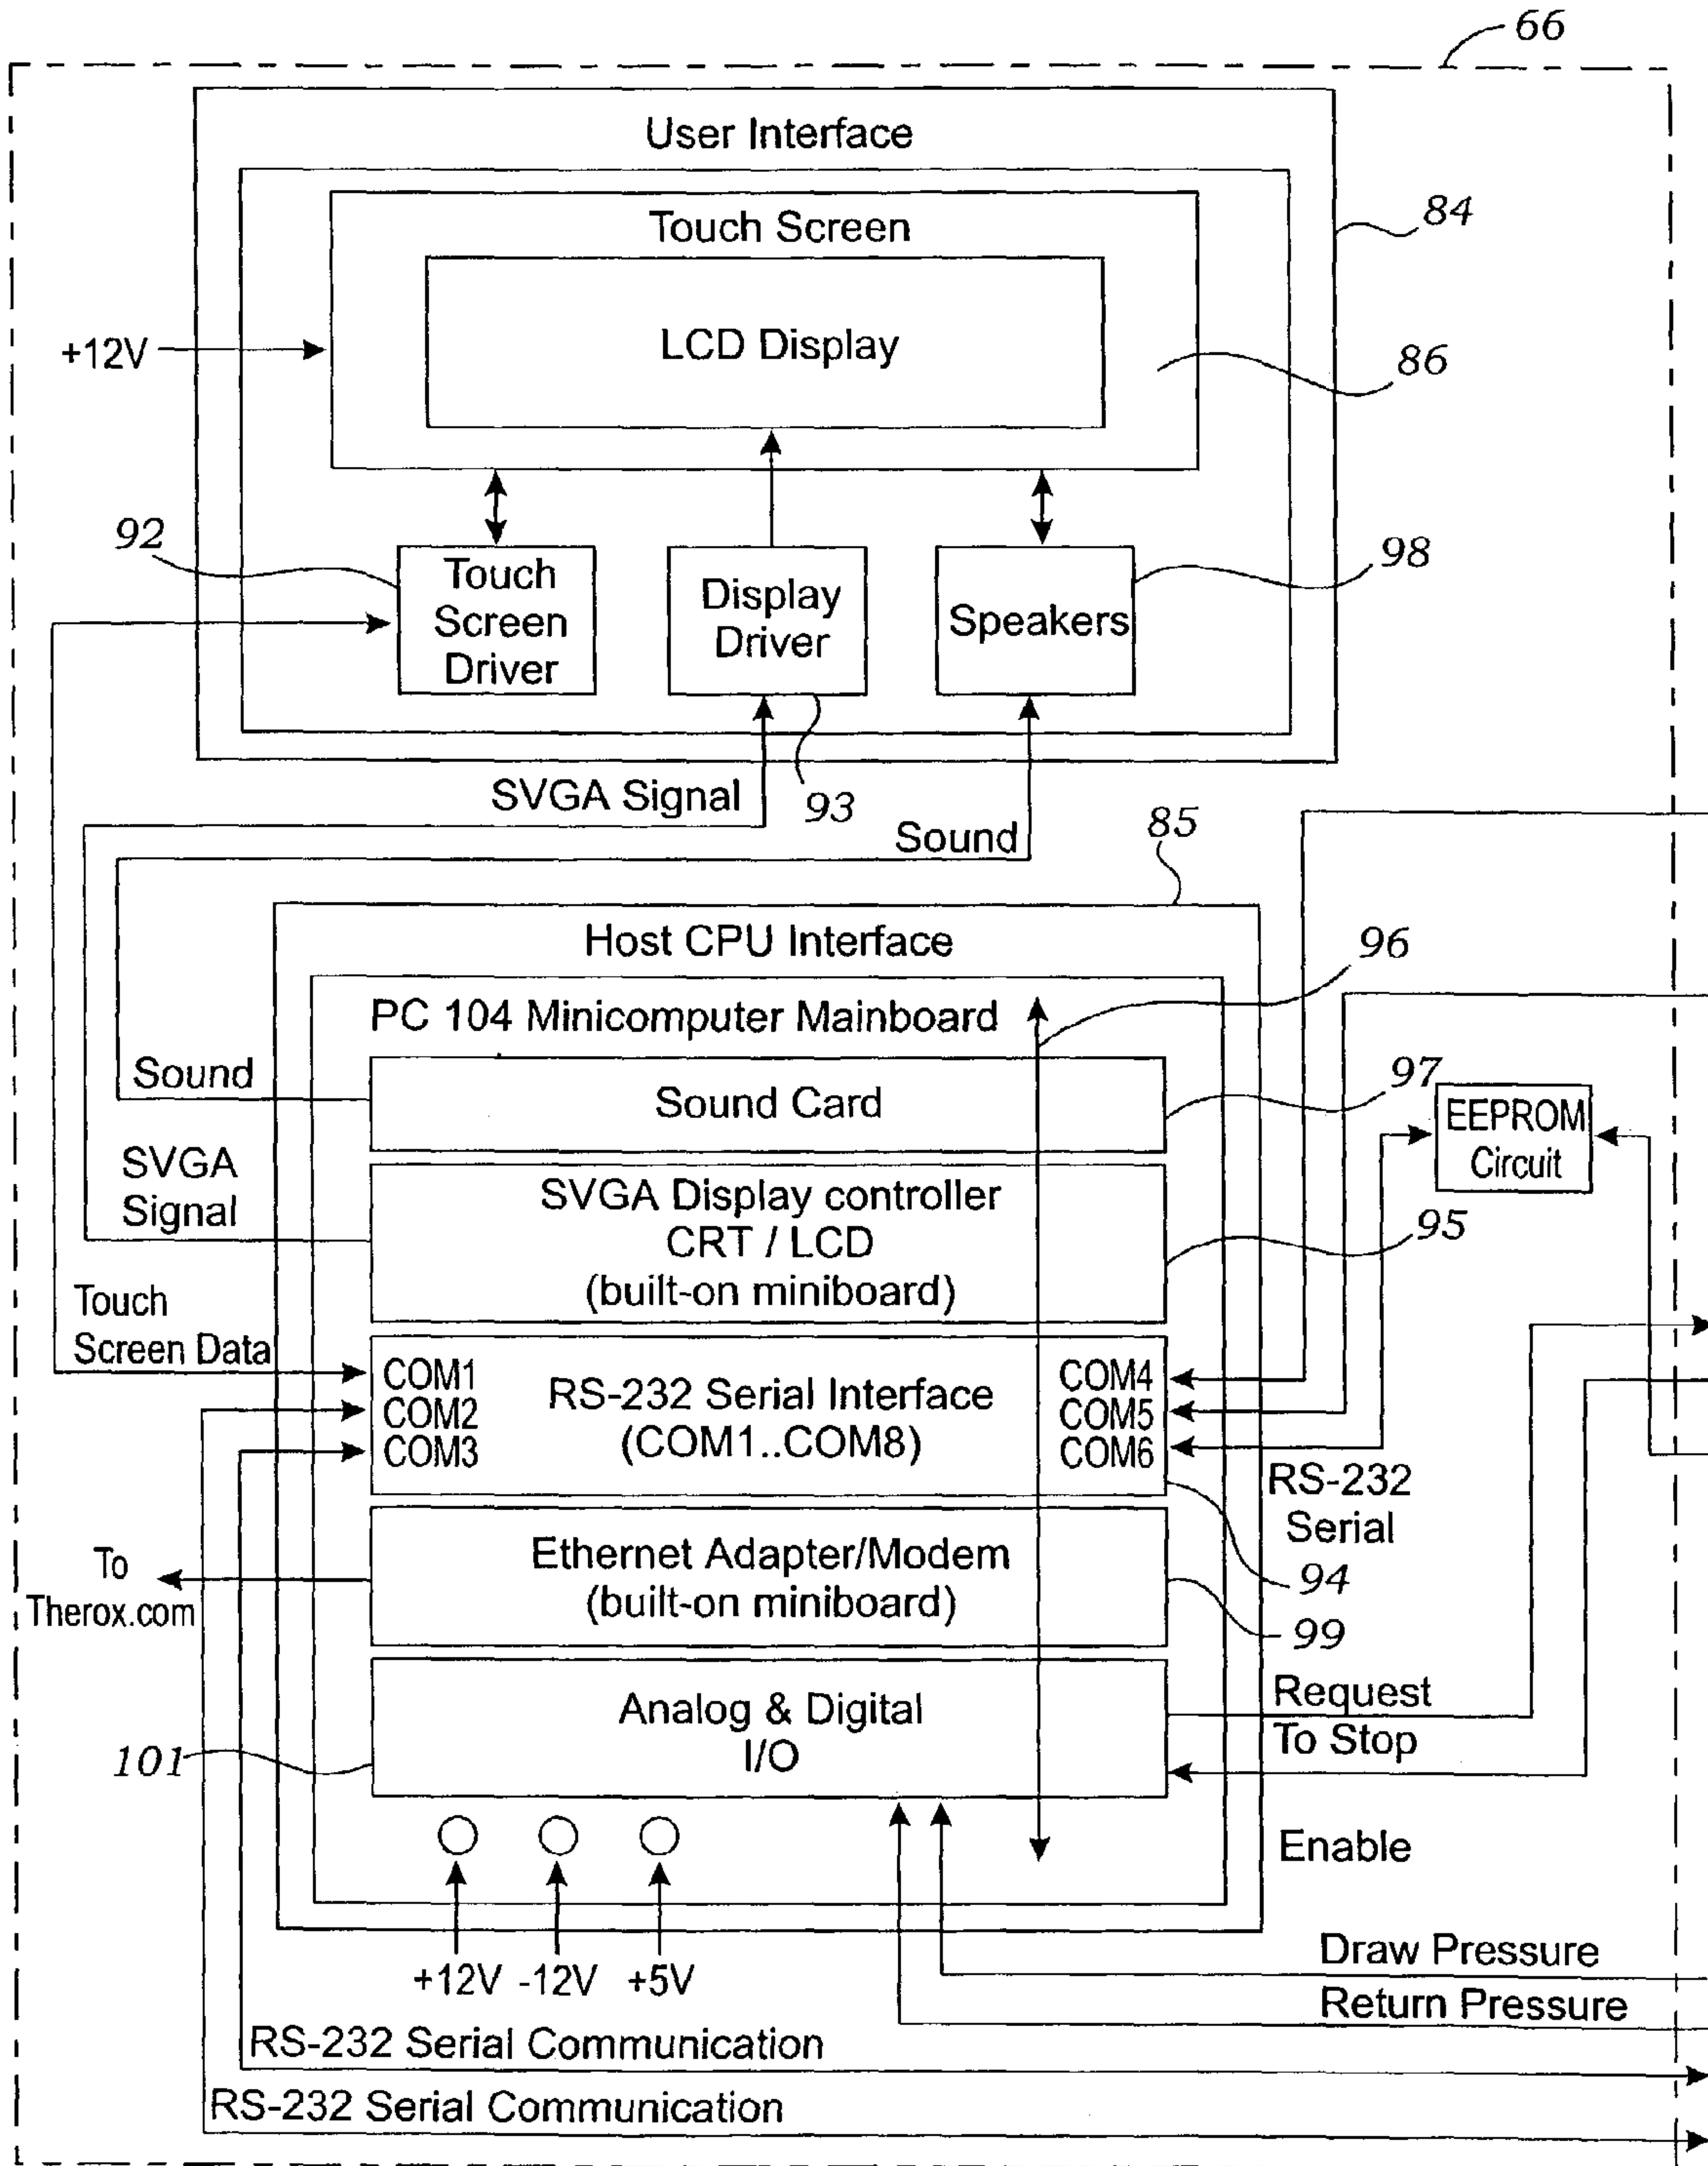 66
User Interface
84
Touch Screen
LCD Display
+12V
86
92
Touch
Screen
Driver
Display
Driver
Speakers
98
SVGA Signal
93
Sound
85
Host CPU Interface
96
PC 104 Minicomputer Mainboard
Sound
Sound Card
97
EEPROM
Circuit
SVGA
Signal
SVGA Display controller
CRT / LCD
(built-on miniboard)
95
Touch
Screen Data
COM1
COM2
COM3
RS-232 Serial Interface
(COM1..COM8)
COM4
COM5
COM6
RS-232
Serial
94
To
Therox.com
Ethernet Adapter/Modem
(built-on miniboard)
99
Analog & Digital
I/O
101
Request
To Stop
Enable
+12V -12V +5V
Draw Pressure
Return Pressure
RS-232 Serial Communication
RS-232 Serial Communication